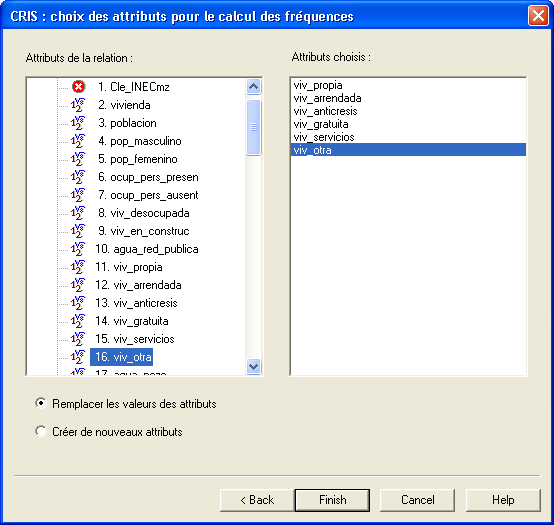 CRIS : choix des attributs pour le calcul des fréquences
Attributs de la relation :
1. Cle_INECmz
2. vivienda
3. poblacion
4. pop_masculino
5. pop_femenino
6. ocup_pers_presen
7. ocup_pers_ausent
8. viv_desocupada
9. viv_en_construc
10. agua_red_publica
11. viv_propia
12. viv_arrendada
13. viv_anticresis
14. viv_gratuita
15. viv_servicios
16. viv_otra
17. agua_pozo
Attributs choisis :
viv_propia
viv_arrendada
viv_anticresis
viv_gratuita
viv_servicios
viv_otra
Remplacer les valeurs des attributs
Créer de nouveaux attributs
< Back
Finish
Cancel
Help